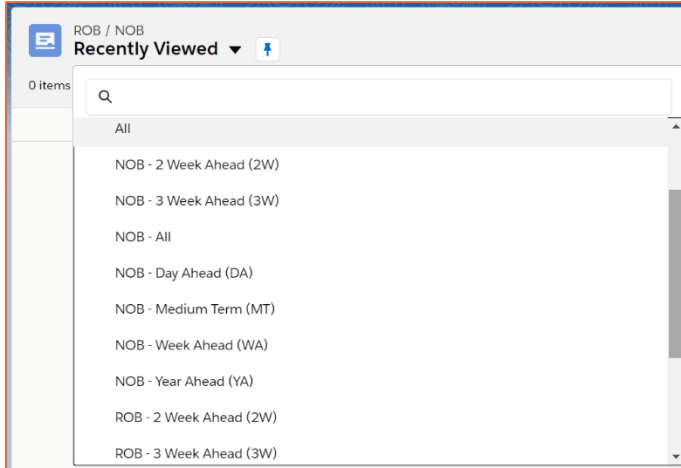 ROB / NOB
Recently Viewed
0 items
All
NOB - 2 Week Ahead (2W)
NOB - 3 Week Ahead (3W)
NOB - All
NOB - Day Ahead (DA)
NOB - Medium Term (MT)
NOB - Week Ahead (WA)
NOB - Year Ahead (YA)
ROB - 2 Week Ahead (2W)
ROB - 3 Week Ahead (3W)